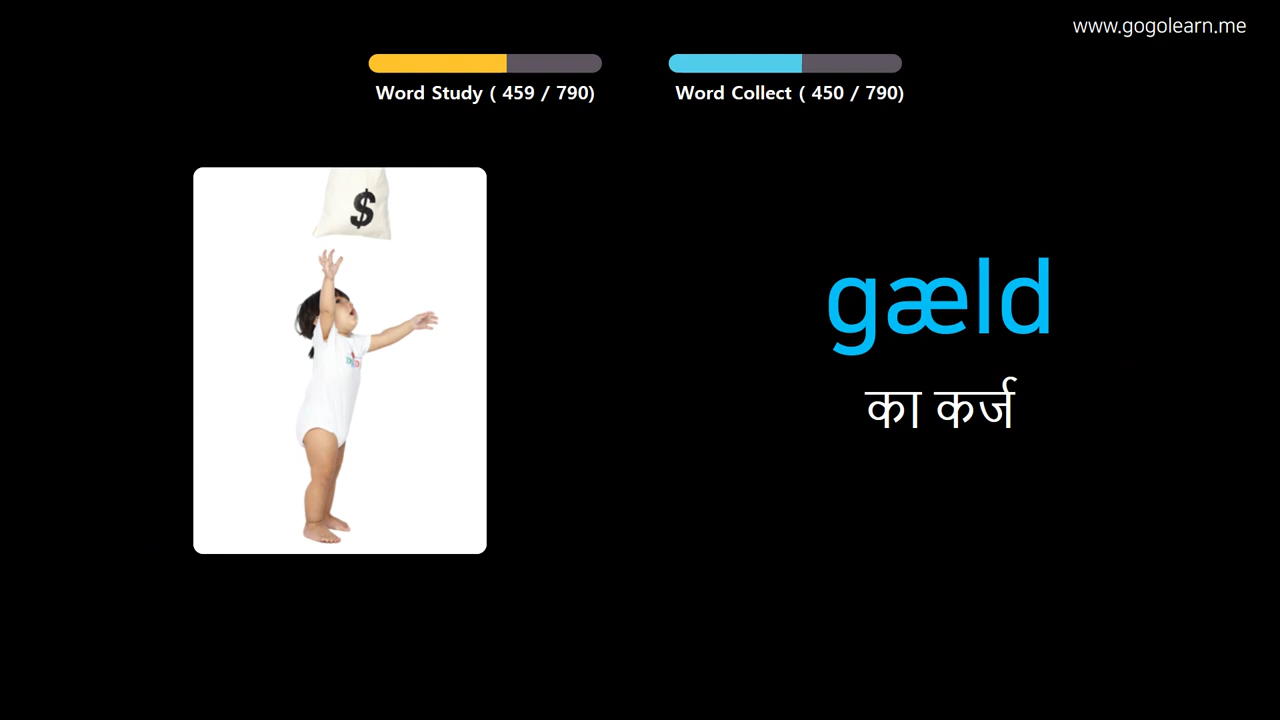 www.gogolearn.me
Word Study ( 459 / 790)
Word Collect ( 450 / 790)
$
gæld
का कर्ज